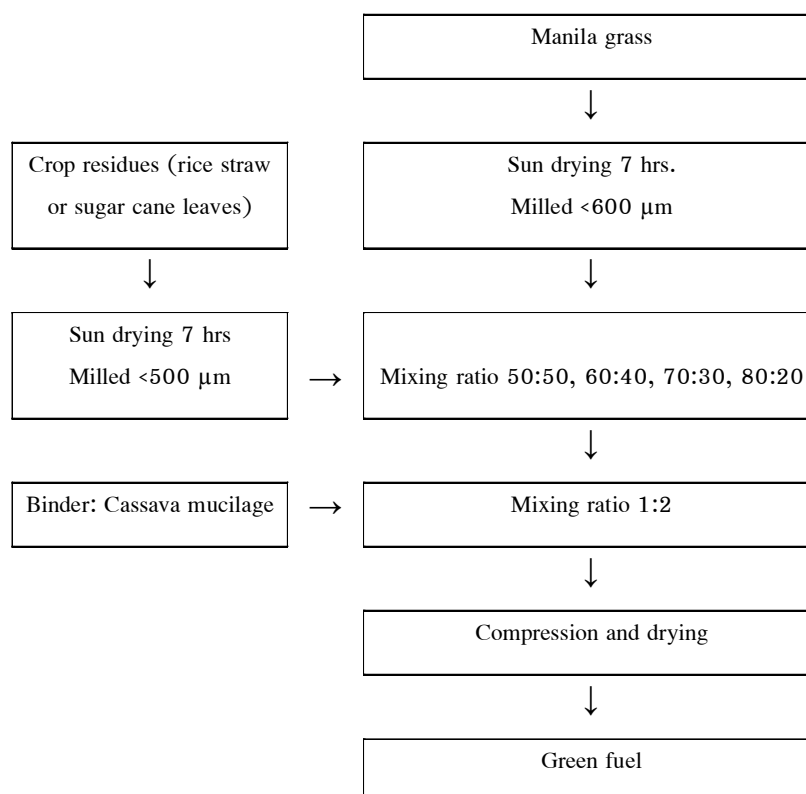 Manila grass
↓
Crop residues (rice straw
or sugar cane leaves)
Sun drying 7 hrs.
Milled <600 μm
↓
↓
Sun drying 7 hrs
Milled <500 μm
→
Mixing ratio 50:50, 60:40, 70:30, 80:20
↓
Binder: Cassava mucilage
→
Mixing ratio 1:2
↓
Compression and drying
↓
Green fuel